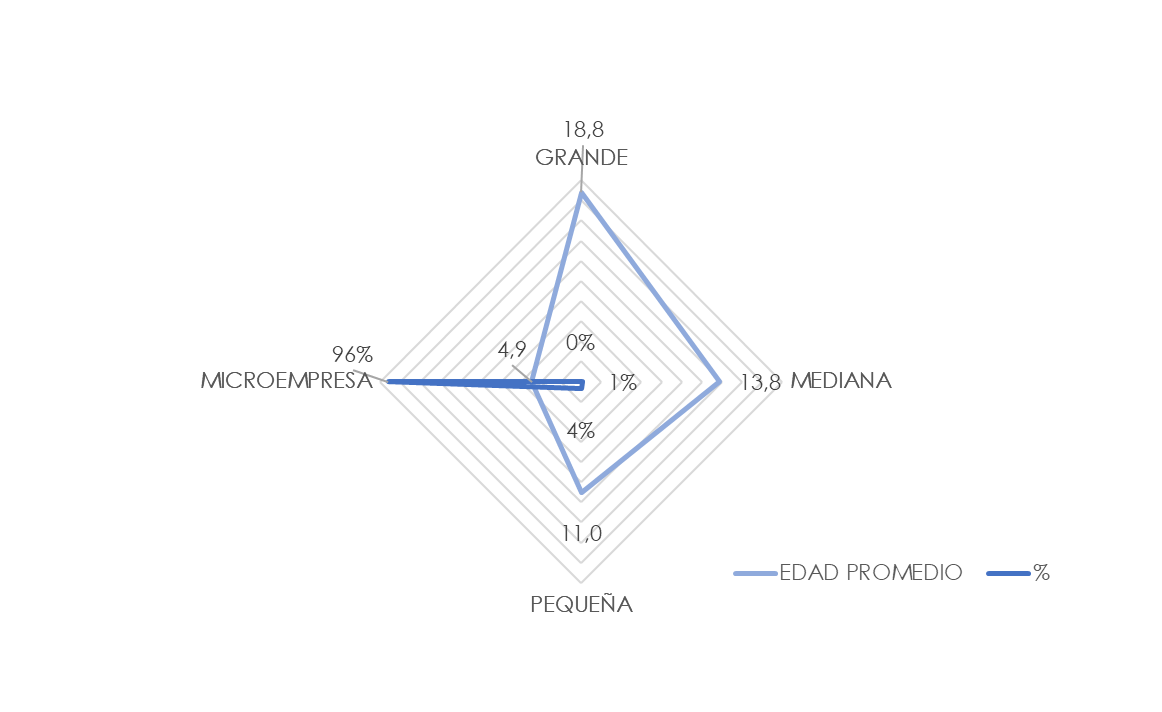 18,8
GRANDE
0%
96%
4,9
MICROEMPRESA
1%
13,8
MEDIANA
4%
11,0
EDAD PROMEDIO
%
PEQUEÑA